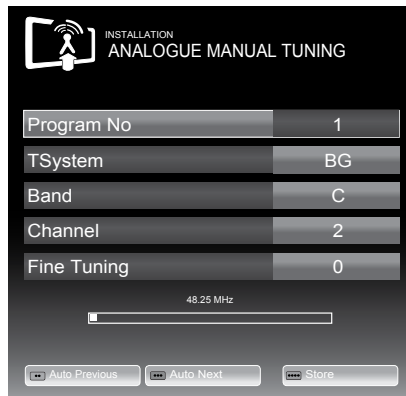 INSTALLATION
ANALOGUE MANUAL TUNING
Program No 1
TSystem BG
Band C
Channel 2
Fine Tuning 0
48.25 MHz
Auto Previous Auto Next Store